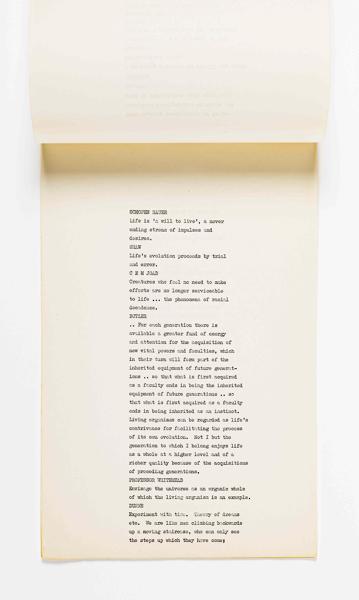 SCHOPEN HAUER
Life is 'a will to live', a never
ending stream of impulses and
desires.
SHAW
Life's evolution proceeds by trial
and error.
C E M JOAD
Creatures who feel no need to make
efforts are no longer serviceable
to life ... the phenomena of racial
decadence.
BUTLER
.. For each generation there is
available a greater fund of energy
and attention for the acquisition of
new vital powers and faculties, which
in their turn will form part of the
inherited equipment of future generat-
ions .. so that what is first acquired
as a faculty ends in being the inherited
equipment of future generations .. so
that what is first acquired as a faculty
ends in being inherited as an instinct.
Living organisms can be regarded as life's
contrivance for facilitating the process
of its own evolution. Not I but the
generation to which I belong enjoys life
as a whole at a higher level and of a
richer quality because of the acquisitions
of preceding generations.
PROFESSOR WHITEHEAD
Envisage the universe as an organic whole
of which the living organism is an example.
DUNNE
Experiment with time. Theory of dreams
etc. We are like men climbing backwards
up a moving staircase, who can only see
the steps up which they have come;